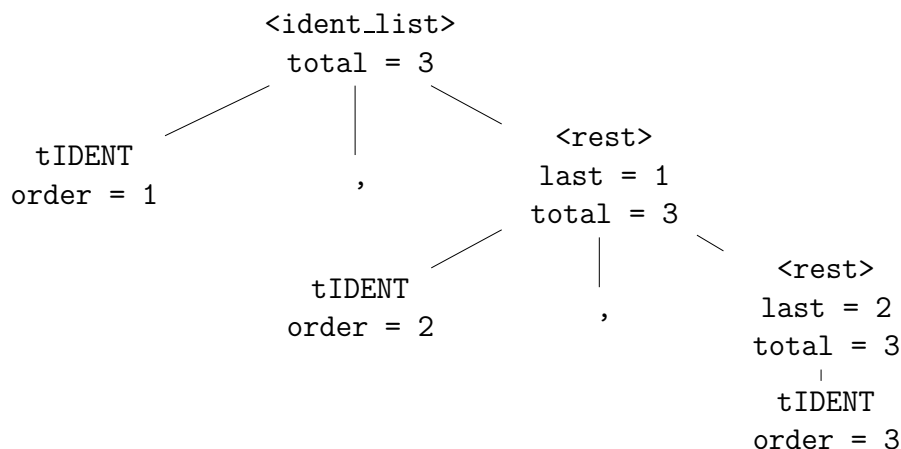 <ident_list>
total = 3
tIDENT
order = 1
,
<rest>
last = 1
total = 3
tIDENT
order = 2
,
<rest>
last = 2
total = 3
tIDENT
order = 3